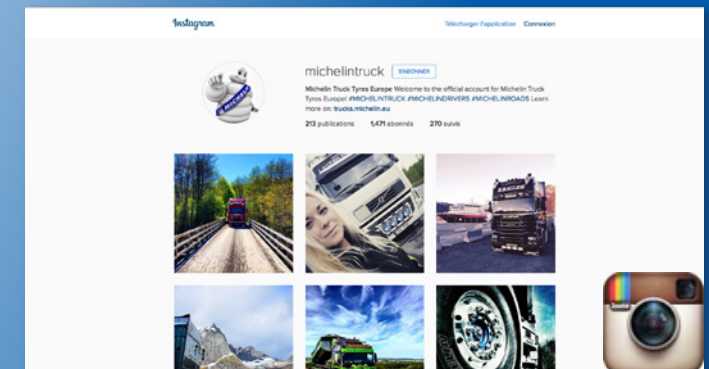 Instagram
Télécharger l'application Connexion
michelintruck S'ABONNER
Michelin Truck Tyres Europe Welcome to the official account for Michelin Truck
Tyres Europe! #MICHELINTRUCK #MICHELINDRIVERS #MICHELINROADS Learn
more on: trucks.michelin.eu
213 publications 1,471 abonnés 270 suivis
MICHELIN